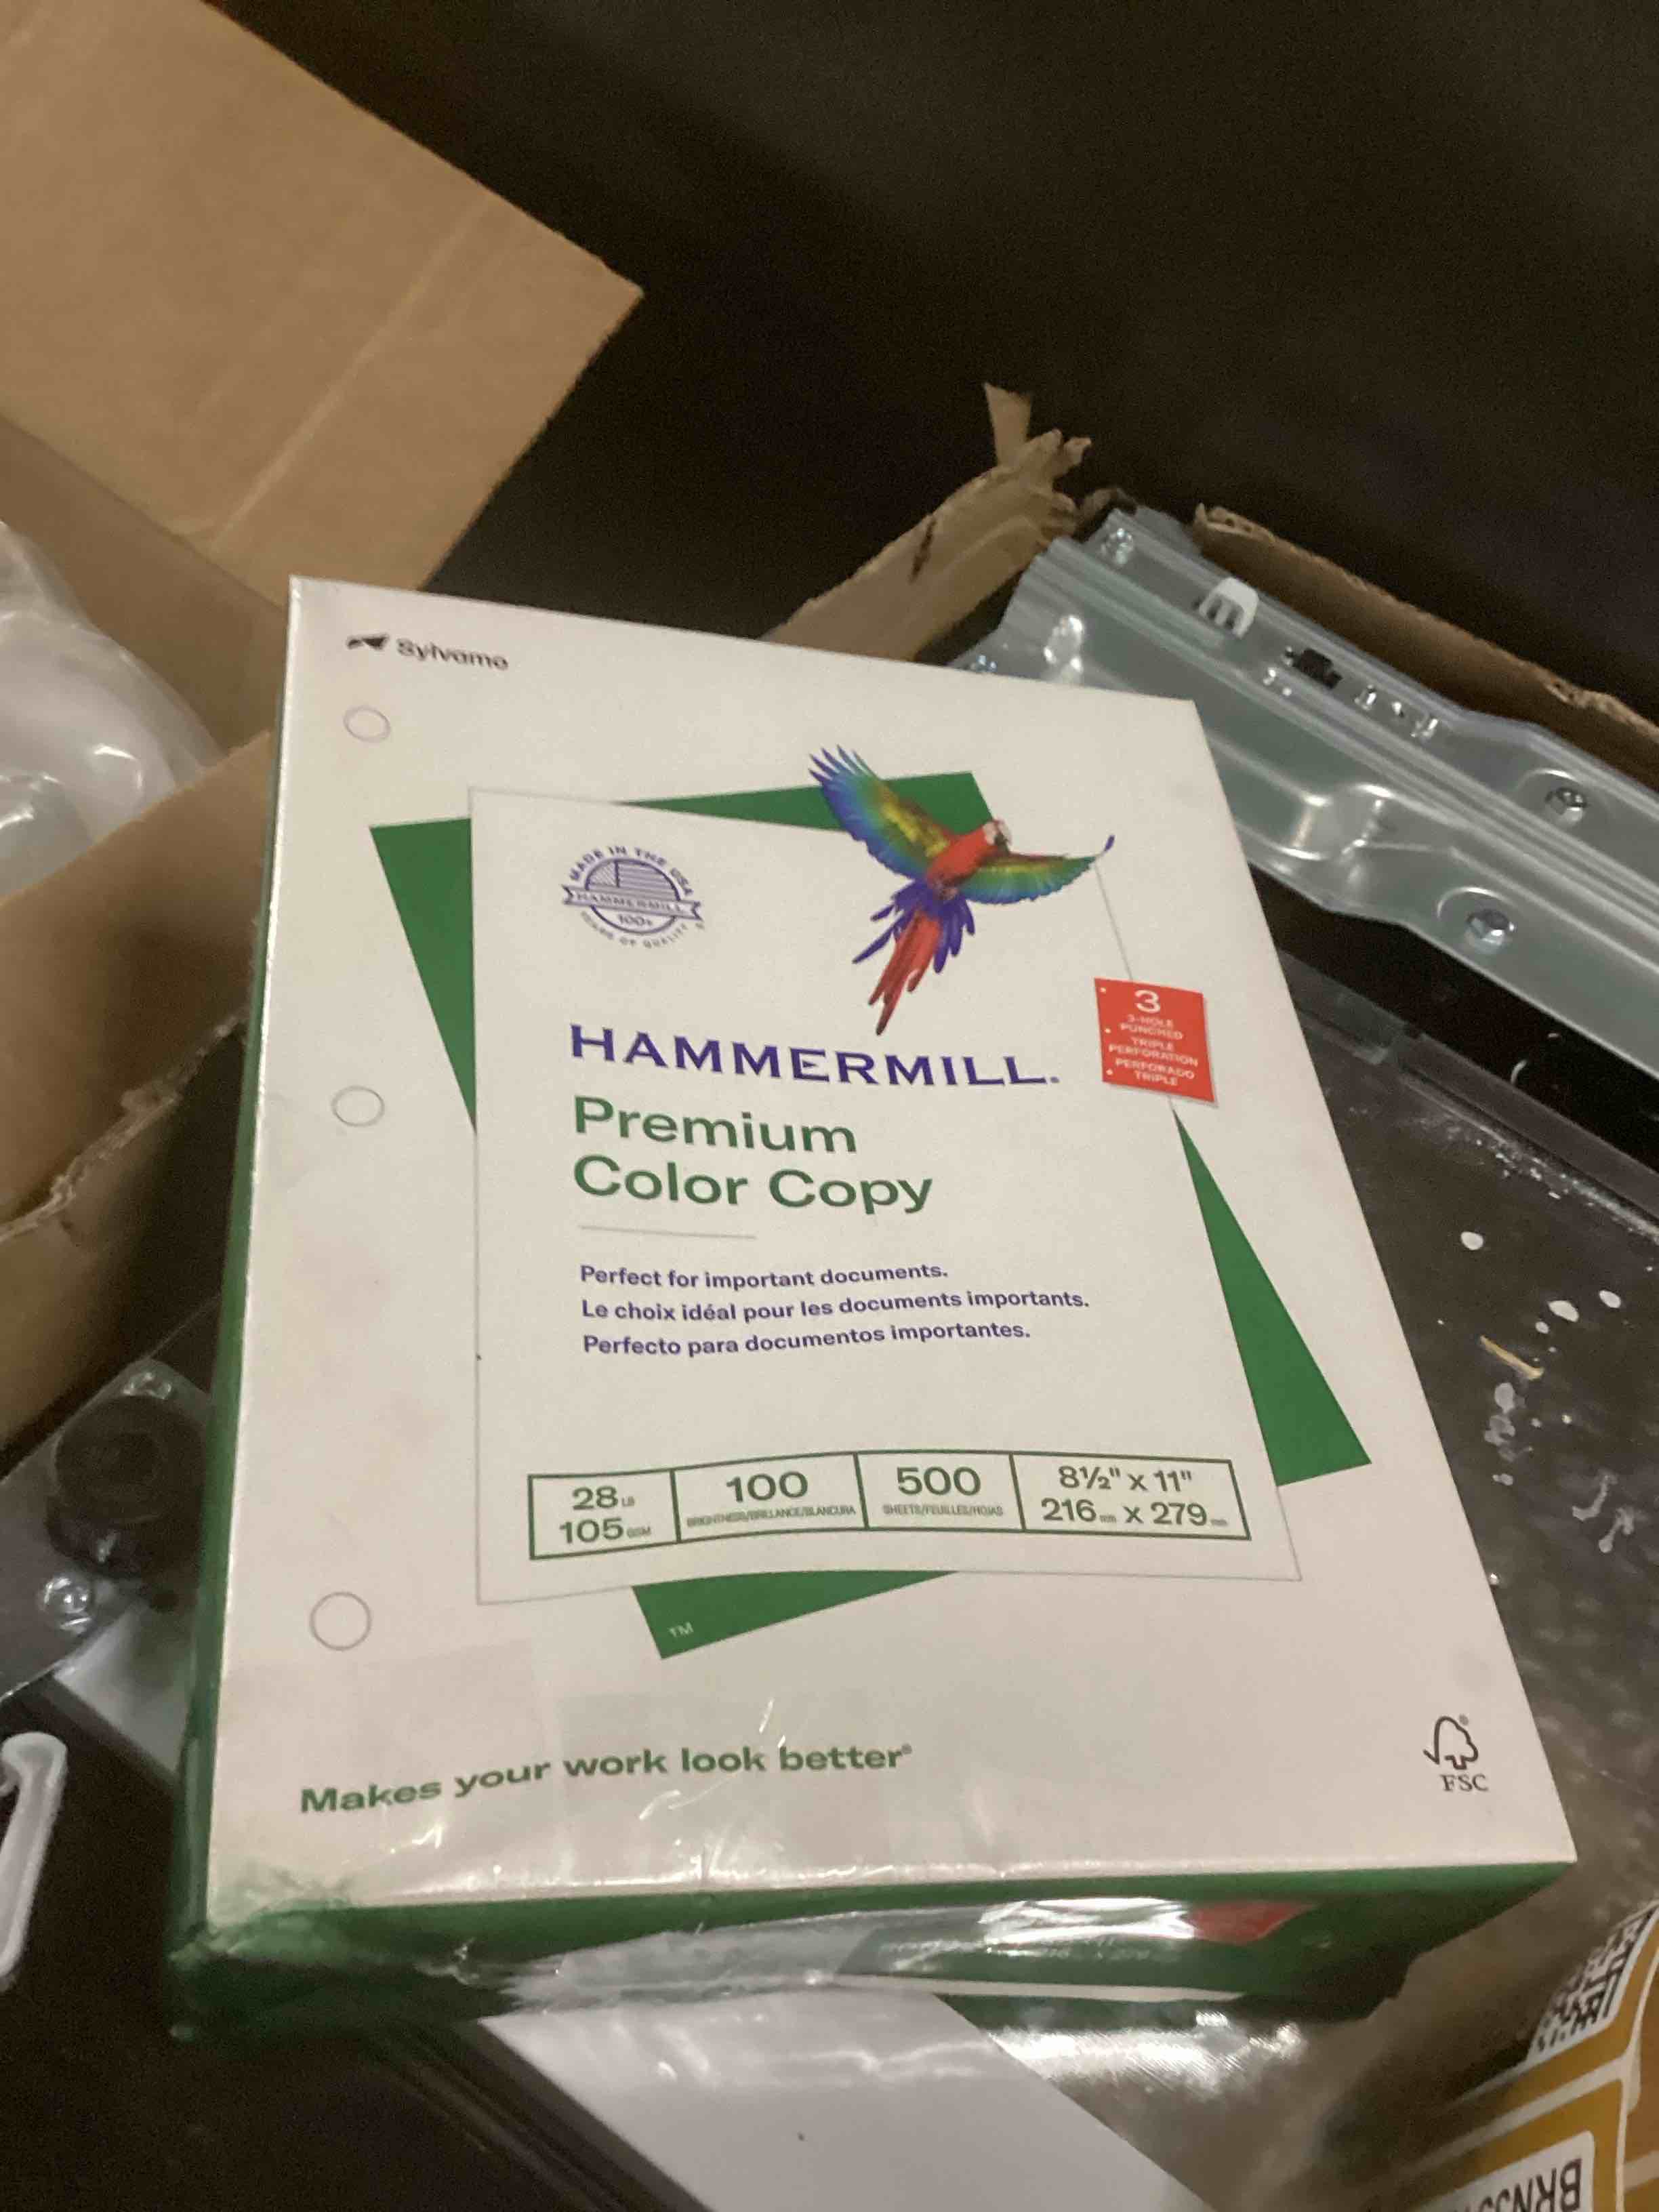 Sylvamo
MADE IN THE USA
HAMMERMILL
100+
YEARS OF QUALITY
HAMMERMILL®
3
3-HOLE
PUNCHED
TRIPLE
PERFORATION
PERFORADO
TRIPLE
Premium
Color Copy
Perfect for important documents.
Le choix idéal pour les documents importants.
Perfecto para documentos importantes.
28 LB
105 GSM
100
BRIGHTNESS/BRILLANCE/BLANCURA
500
SHEETS/FEUILLES/HOJAS
8½" x 11"
216 mm x 279 mm
TM
Makes your work look better®
FSC®